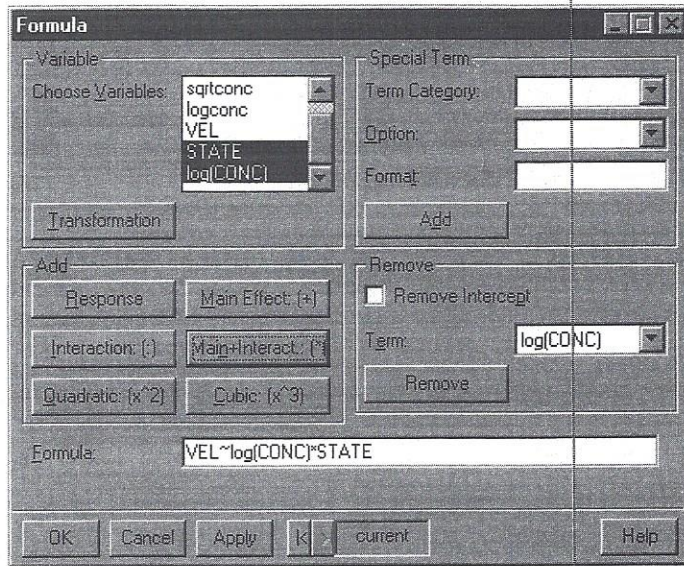 Formula
Variable
Choose Variables:
sqrtconc
logconc
VEL
STATE
log(CONC)
Transformation
Special Term
Term Category:
Option:
Format:
Add
Add
Response
Main Effect: (+)
Interaction: (:)
Main+Interact.: (*)
Quadratic: (x^2)
Cubic: (x^3)
Remove
Remove Intercept
Term:
log(CONC)
Remove
Formula:
VEL~log(CONC)*STATE
OK
Cancel
Apply
current
Help